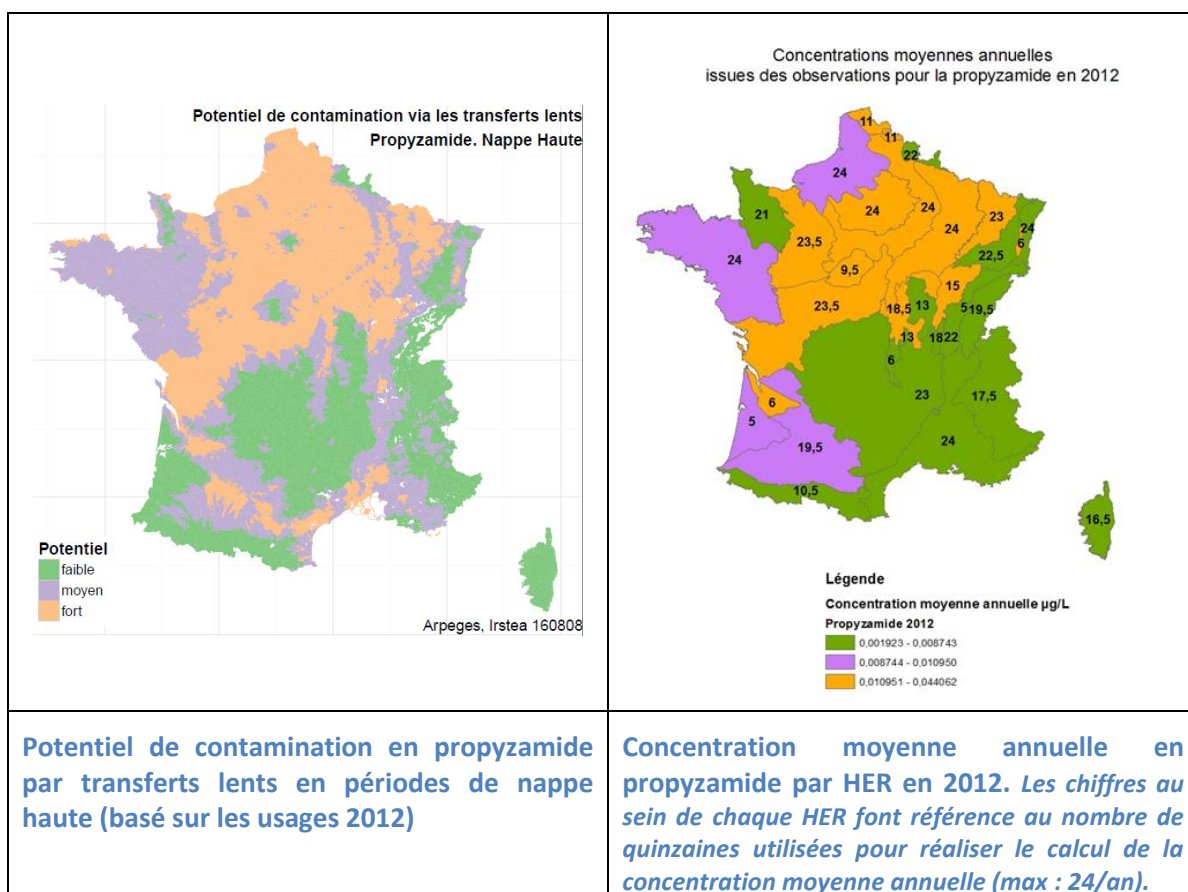 Potentiel de contamination via les transferts lents
Propyzamide. Nappe Haute
Potentiel
faible
moyen
fort
Arpeges, Irstea 160808
Concentrations moyennes annuelles
issues des observations pour la propyzamide en 2012
11
11
22
24
21
24
24
23
24
24
6
23,5
22,5
24
9,5
15
23,5
18,5
13
5
19,5
13
18
22
6
6
23
17,5
5
19,5
24
10,5
16,5
Légende
Concentration moyenne annuelle µg/L
Propyzamide 2012
0,001923 - 0,008743
0,008744 - 0,010950
0,010951 - 0,044062
Potentiel de contamination en propyzamide
par transferts lents en périodes de nappe
haute (basé sur les usages 2012)
Concentration moyenne annuelle en
propyzamide par HER en 2012. Les chiffres au
sein de chaque HER font référence au nombre de
quinzaines utilisées pour réaliser le calcul de la
concentration moyenne annuelle (max : 24/an).